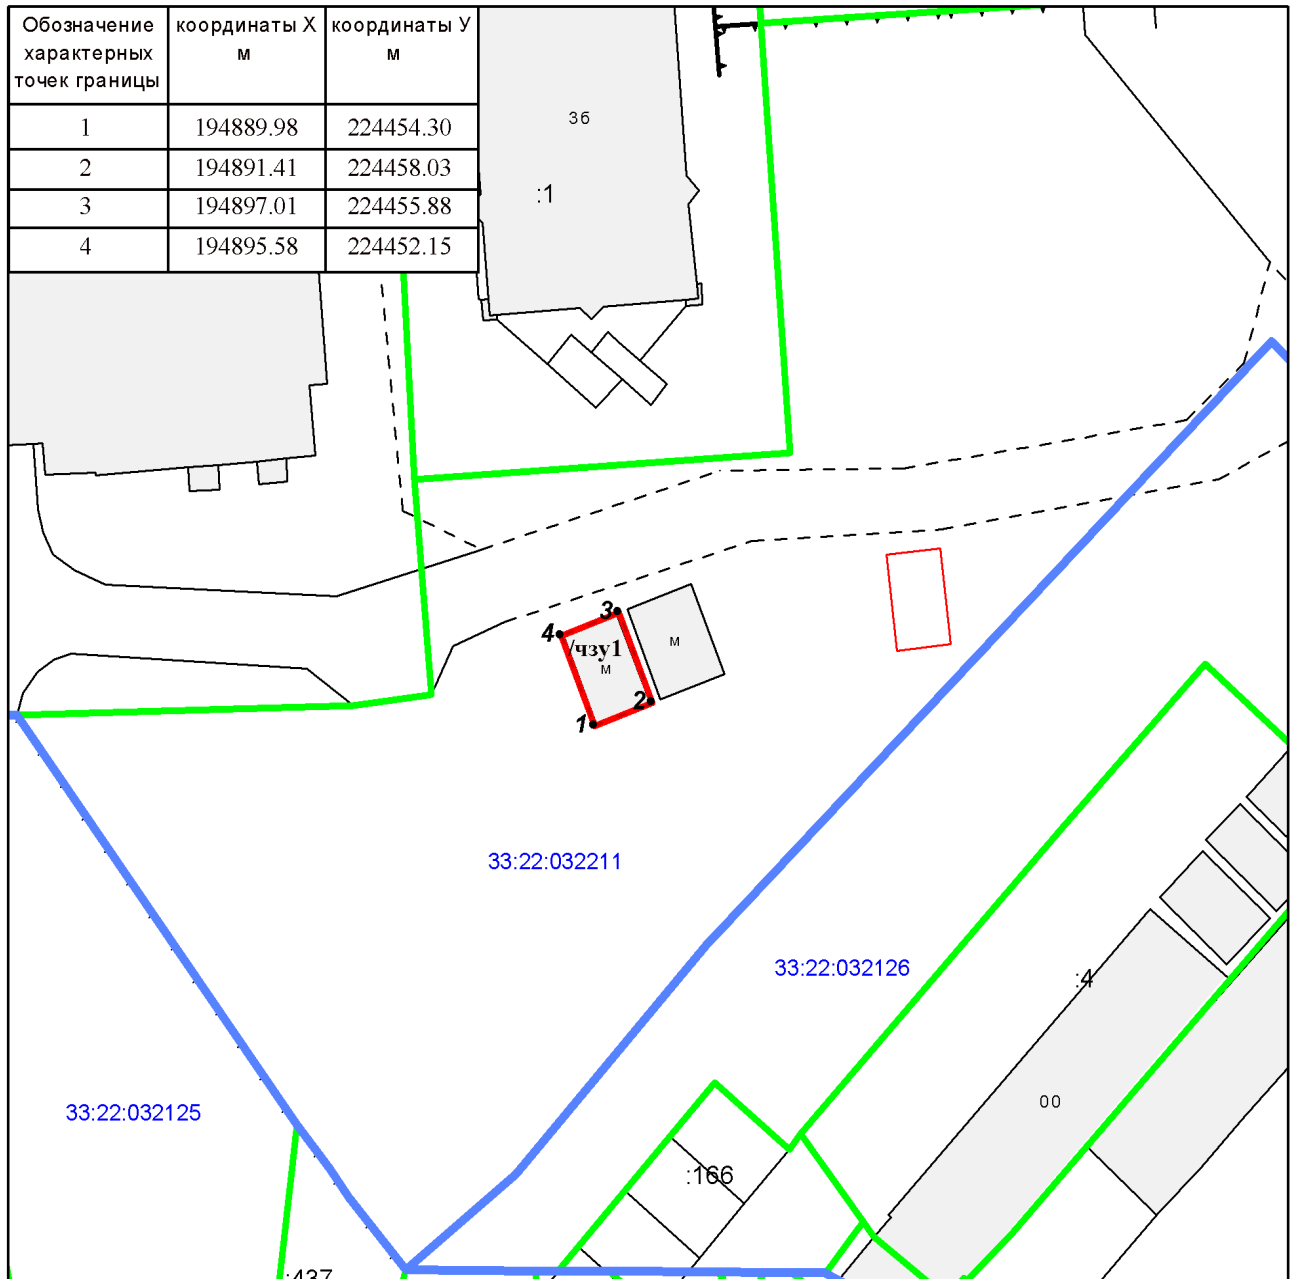 Обозначение характерных точек границы | координаты Х м | координаты У м
1 | 194889.98 | 224454.30
2 | 194891.41 | 224458.03
3 | 194897.01 | 224455.88
4 | 194895.58 | 224452.15
36
:1
3
4
/чзу1
м
м
2
1
33:22:032211
33:22:032126
:4
33:22:032125
00
:166
:437